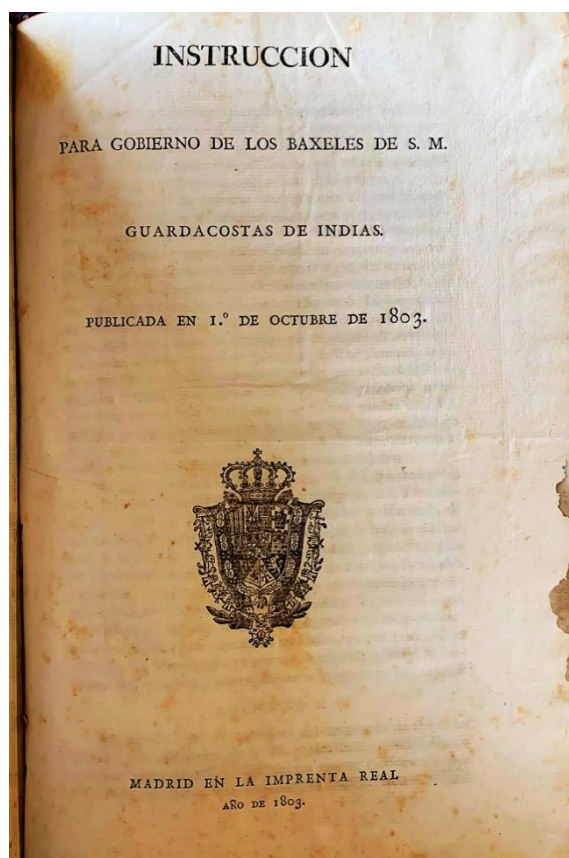 INSTRUCCION
PARA GOBIERNO DE LOS BAXELES DE S. M.
GUARDACOSTAS DE INDIAS.
PUBLICADA EN 1.º DE OCTUBRE DE 1803.
MADRID EN LA IMPRENTA REAL
AÑO DE 1803.